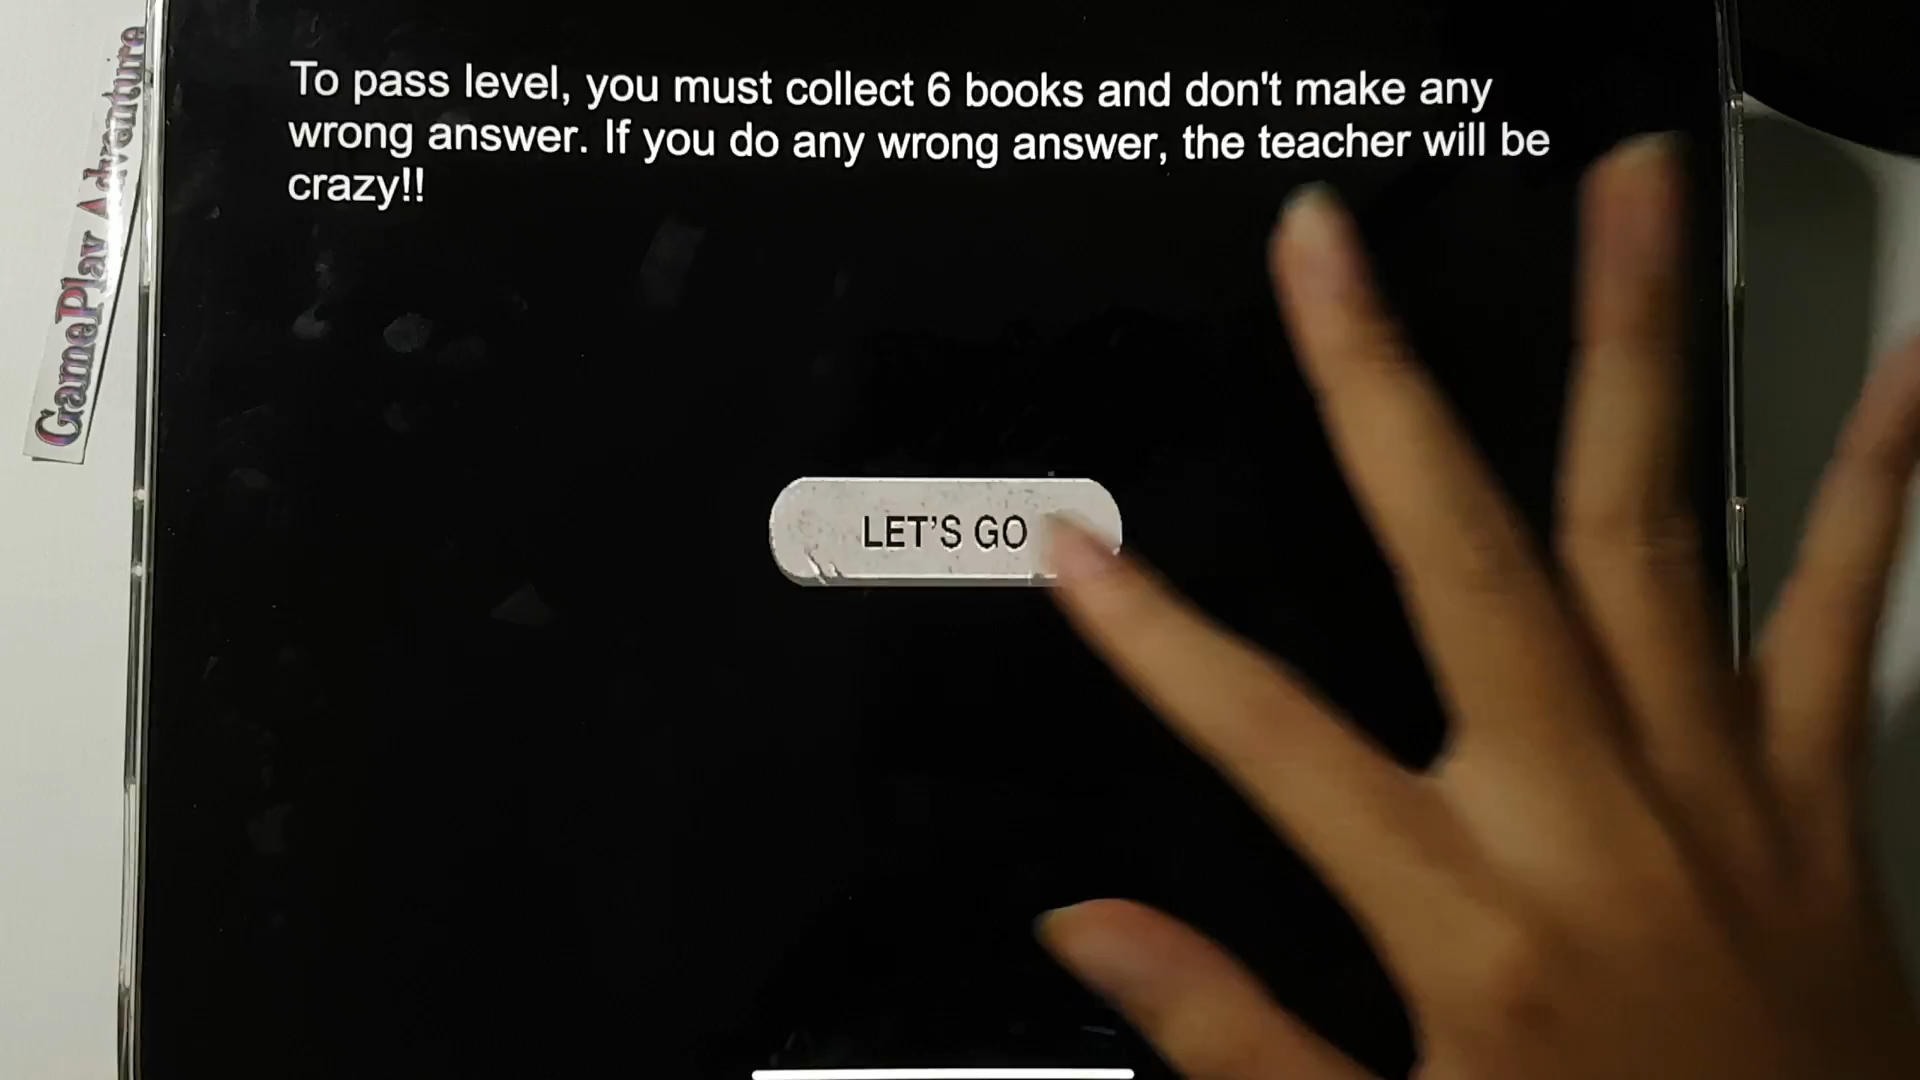 To pass level, you must collect 6 books and don't make any
wrong answer. If you do any wrong answer, the teacher will be
crazy!!
LET'S GO
GamePlay Adventure